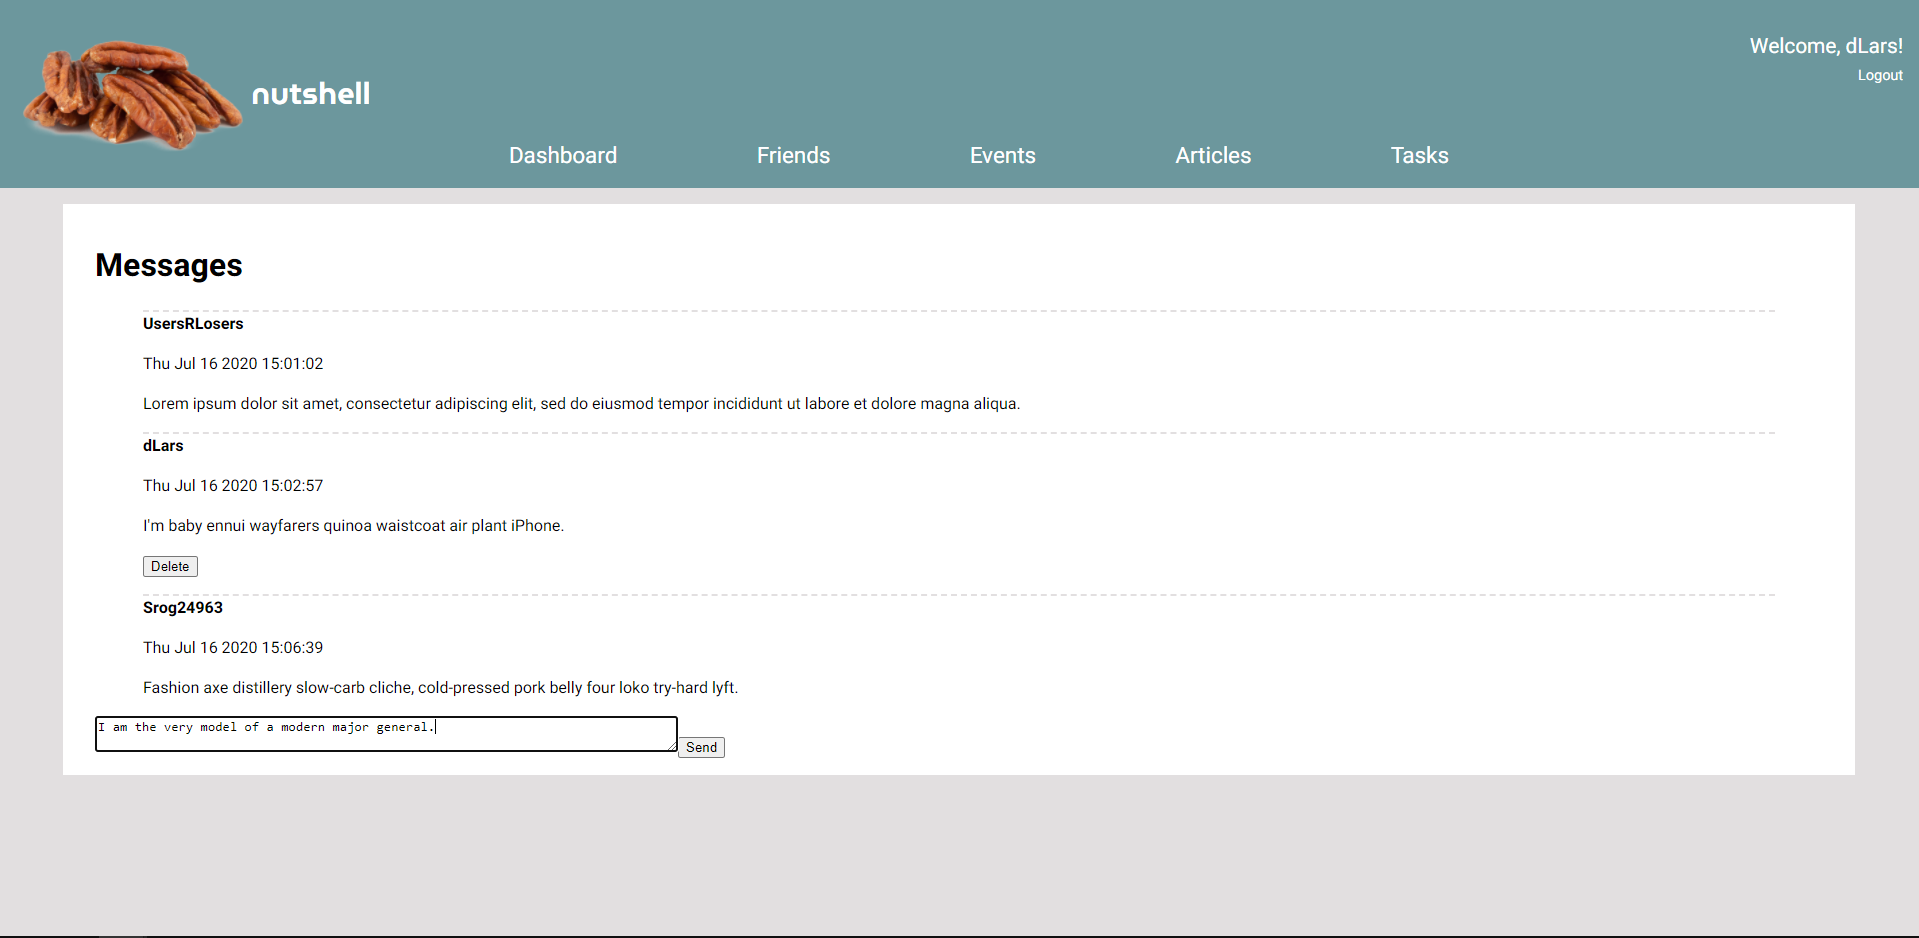 Welcome, dLars!
Logout
nutshell
Dashboard Friends Events Articles Tasks
Messages
UsersRLosers
Thu Jul 16 2020 15:01:02
Lorem ipsum dolor sit amet, consectetur adipiscing elit, sed do eiusmod tempor incididunt ut labore et dolore magna aliqua.
dLars
Thu Jul 16 2020 15:02:57
I'm baby ennui wayfarers quinoa waistcoat air plant iPhone.
Delete
Srog24963
Thu Jul 16 2020 15:06:39
Fashion axe distillery slow-carb cliche, cold-pressed pork belly four loko try-hard lyft.
I am the very model of a modern major general.
Send